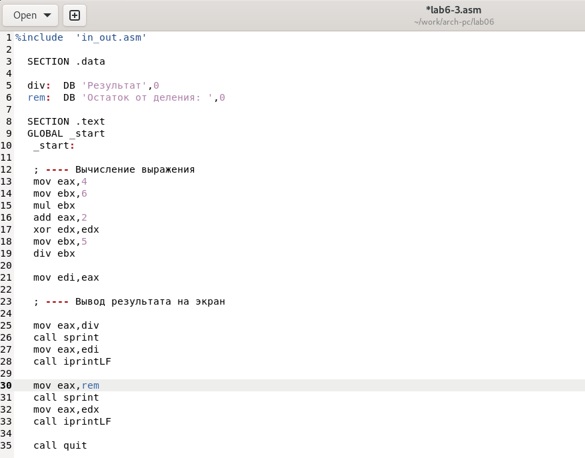 Open
*lab6-3.asm
~/work/arch-pc/lab06
1 %include  'in_out.asm'
2
3 SECTION .data
4
5 div:  DB 'Результат',0
6 rem:  DB 'Остаток от деления: ',0
7
8 SECTION .text
9 GLOBAL _start
10 _start:
11
12 ; ---- Вычисление выражения
13 mov eax,4
14 mov ebx,6
15 mul ebx
16 add eax,2
17 xor edx,edx
18 mov ebx,5
19 div ebx
20
21 mov edi,eax
22
23 ; ---- Вывод результата на экран
24
25 mov eax,div
26 call sprint
27 mov eax,edi
28 call iprintLF
29
30 mov eax,rem
31 call sprint
32 mov eax,edx
33 call iprintLF
34
35 call quit